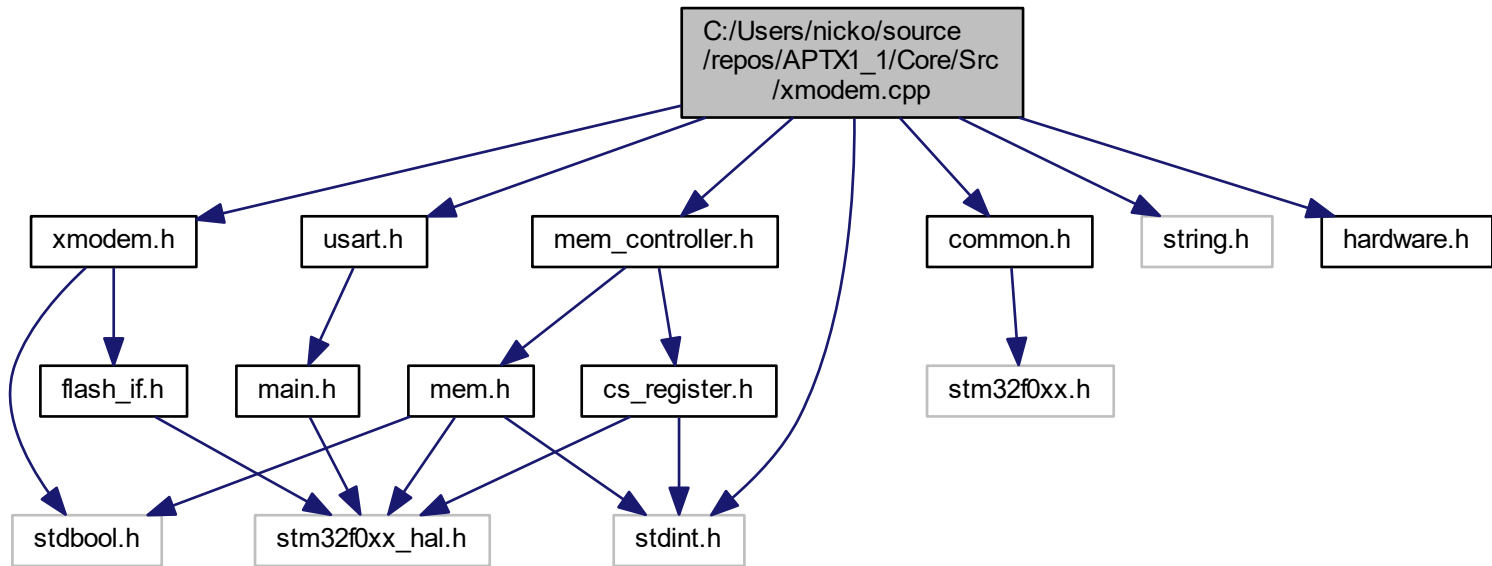 C:/Users/nicko/source
/repos/APTX1_1/Core/Src
/xmodem.cpp
xmodem.h
usart.h
mem_controller.h
common.h
string.h
hardware.h
flash_if.h
main.h
mem.h
cs_register.h
stm32f0xx.h
stdbool.h
stm32f0xx_hal.h
stdint.h